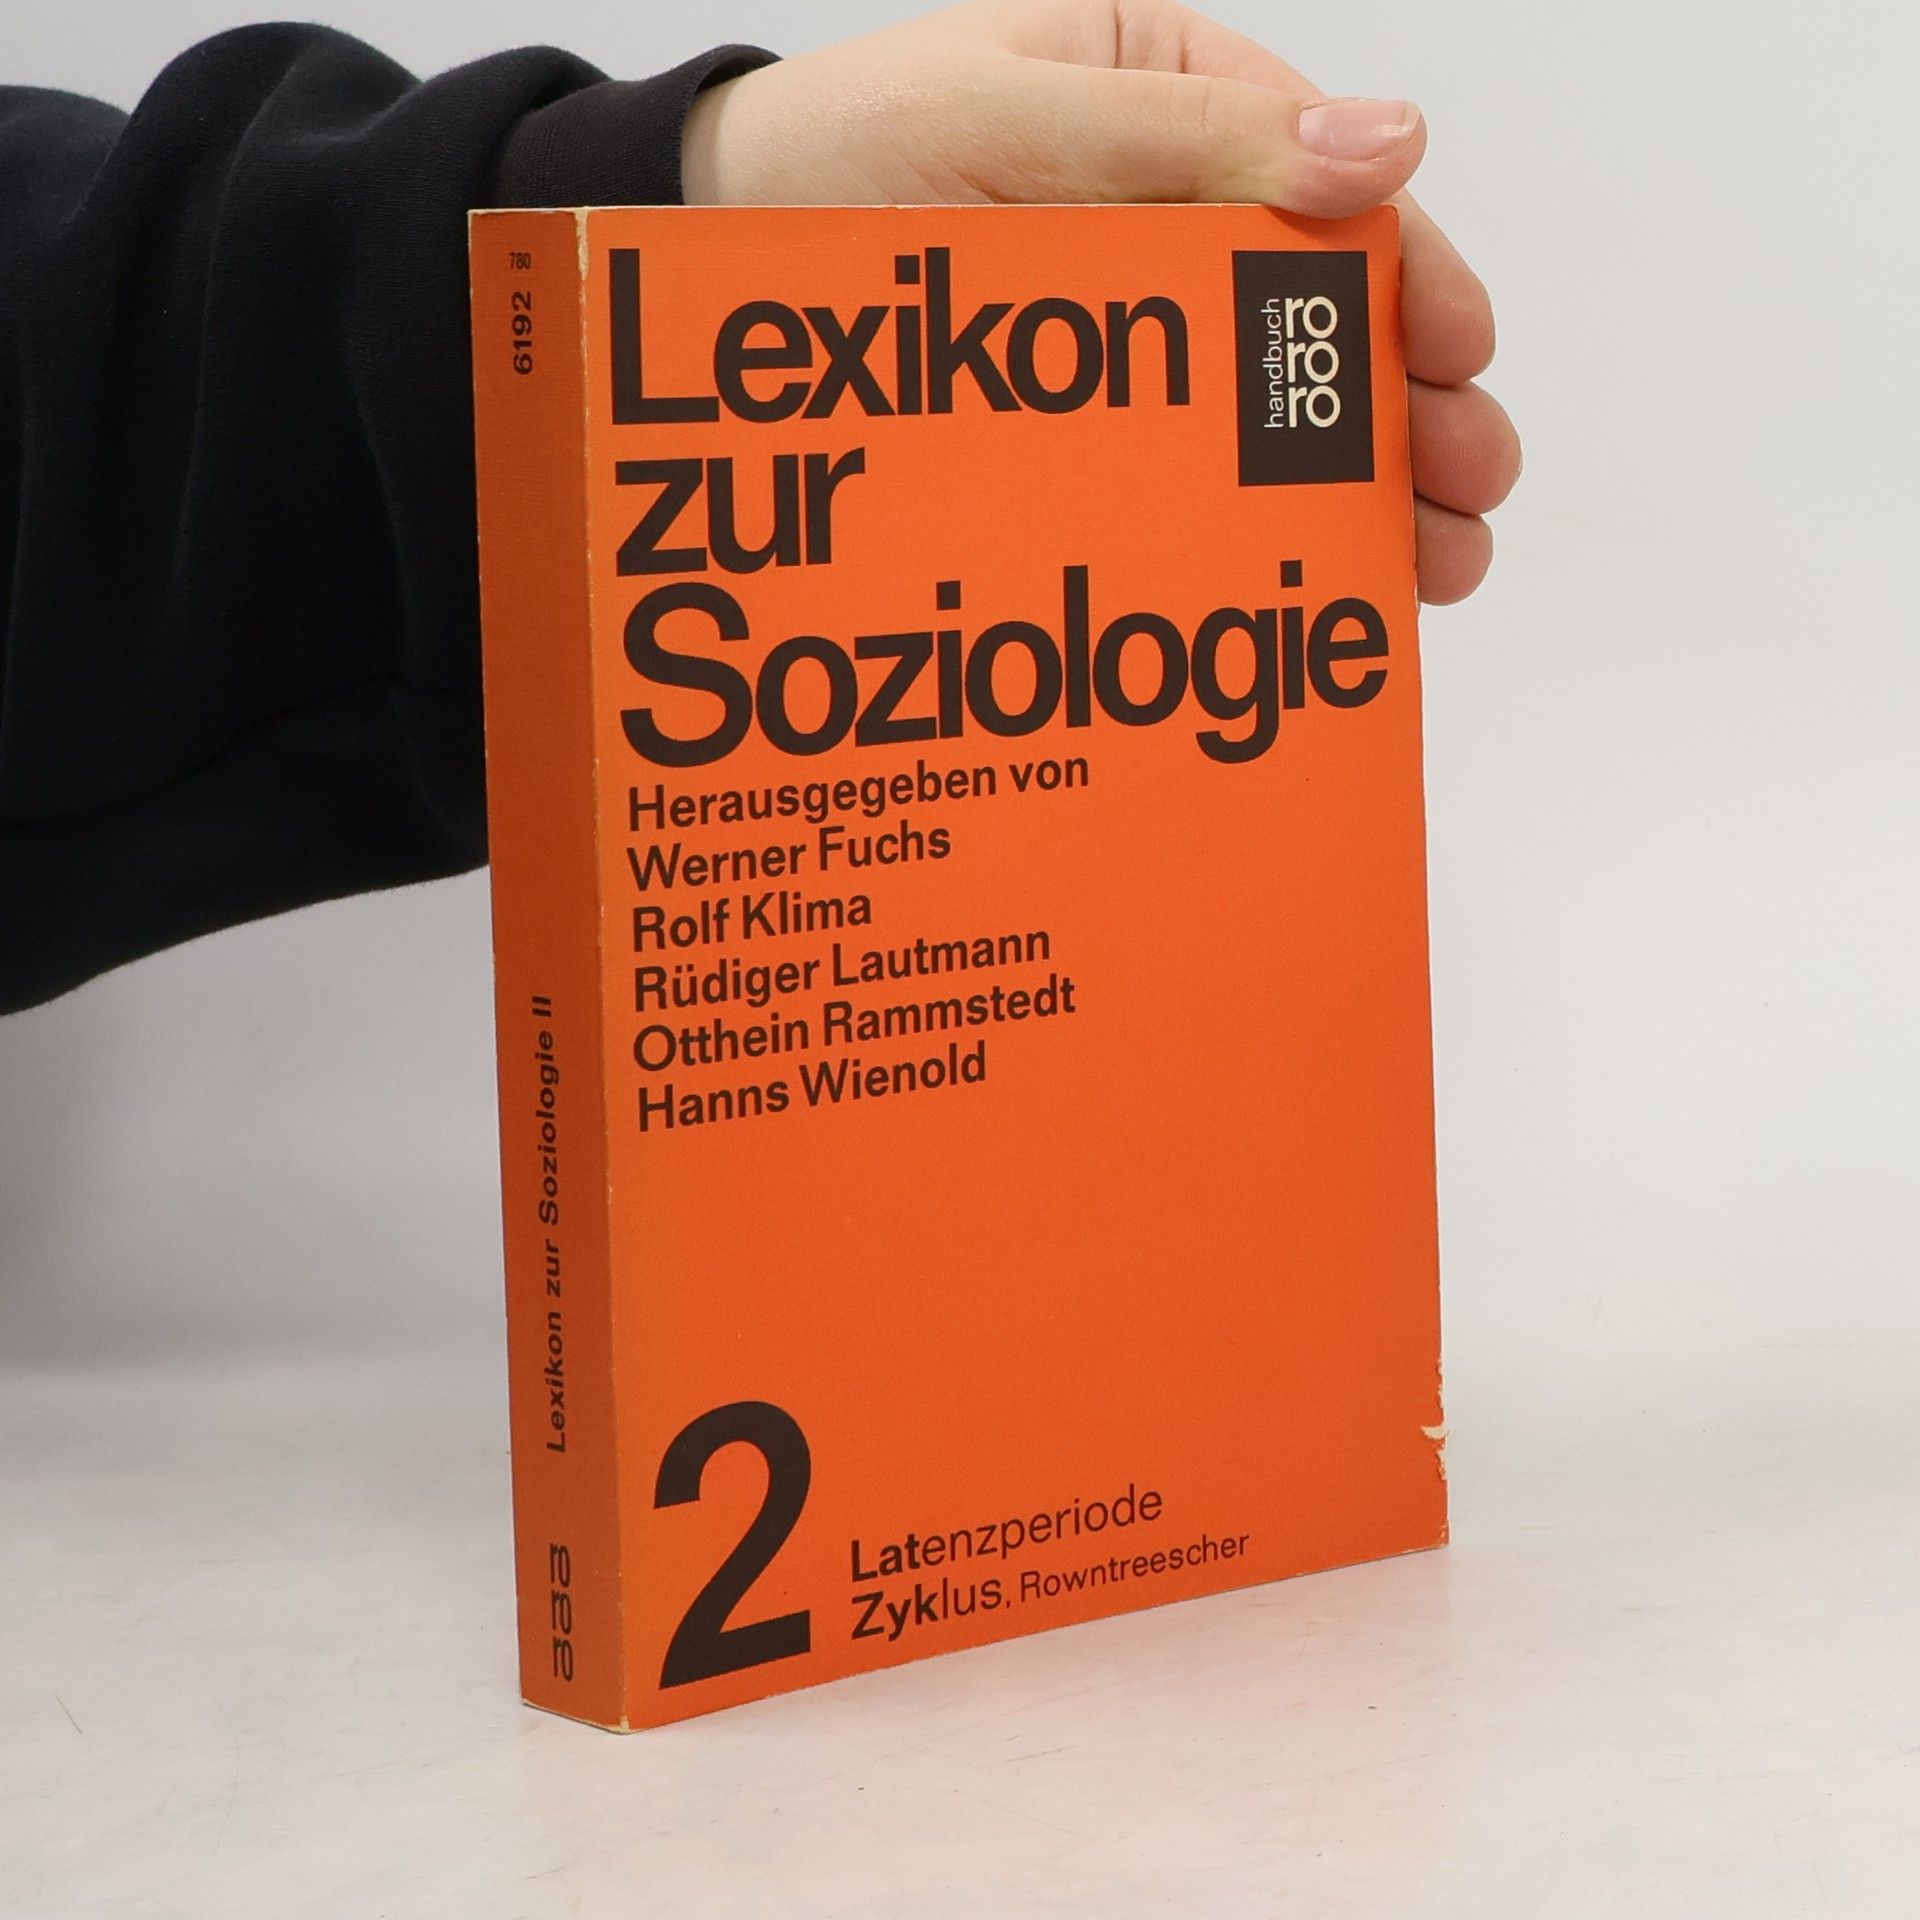 780
6192
Lexikon zur Soziologie II
ro
ro
ro
Lexikon
zur
Soziologie
handbuch
ro
ro
ro
Herausgegeben von
Werner Fuchs
Rolf Klima
Rüdiger Lautmann
Otthein Rammstedt
Hanns Wienold
2
Latenzperiode
Zyklus, Rowntreescher